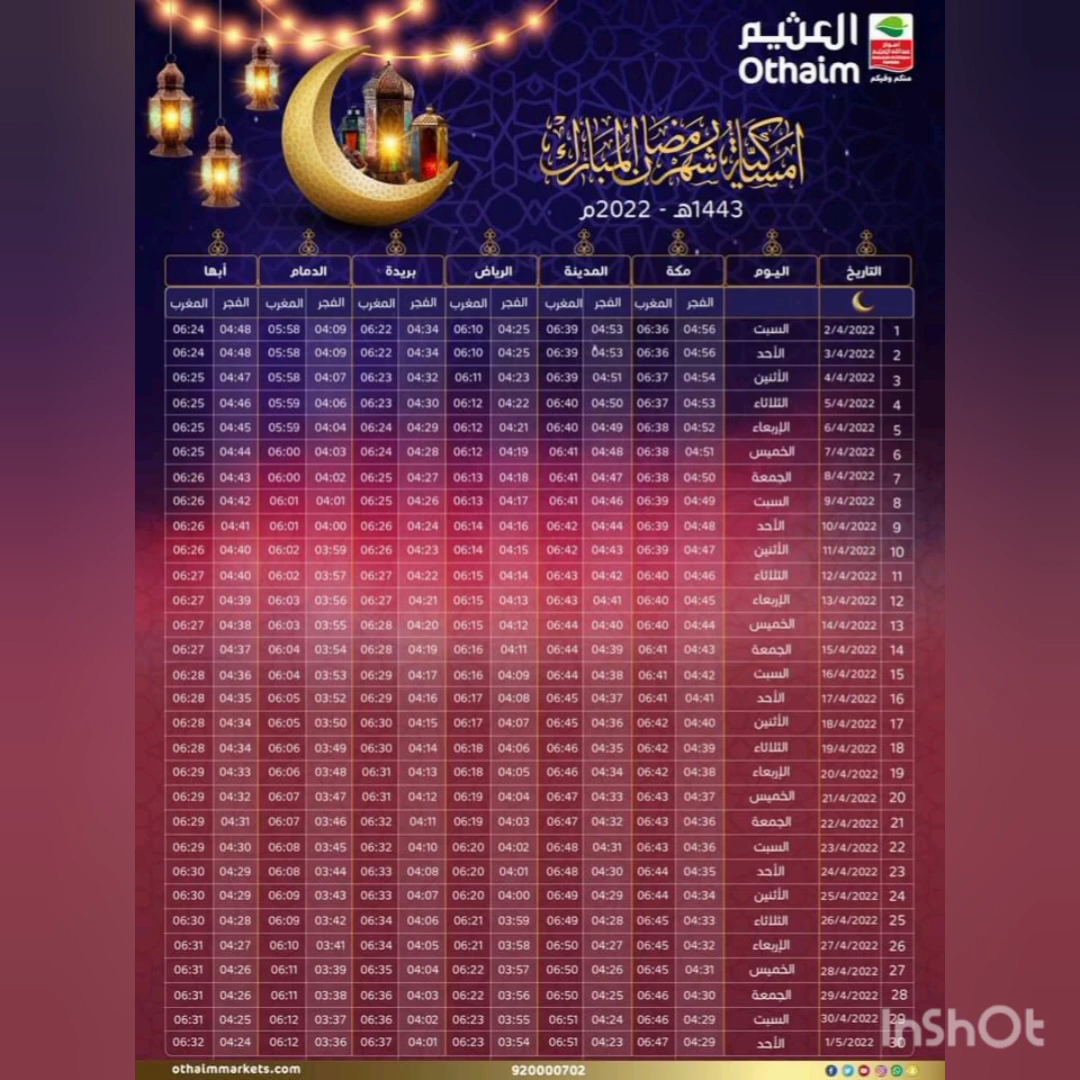 العثيم
Othaim
أسواق
عبدالله العثيم
منكم وفيكم
امساكية شهر رمضان المبارك
1443هـ - 2022م
التاريخ اليوم مكة المدينة الرياض بريدة الدمام أبها
الفجر المغرب الفجر المغرب الفجر المغرب الفجر المغرب الفجر المغرب الفجر المغرب
1 2/4/2022 السبت 04:56 06:36 04:53 06:39 04:25 06:10 04:34 06:22 04:09 05:58 04:48 06:24
2 3/4/2022 الأحد 04:56 06:36 04:53 06:39 04:25 06:10 04:34 06:22 04:09 05:58 04:48 06:24
3 4/4/2022 الأثنين 04:54 06:37 04:51 06:39 04:23 06:11 04:32 06:23 04:07 05:58 04:47 06:25
4 5/4/2022 الثلاثاء 04:53 06:37 04:50 06:40 04:22 06:12 04:30 06:23 04:06 05:59 04:46 06:25
5 6/4/2022 الإربعاء 04:52 06:38 04:49 06:40 04:21 06:12 04:29 06:24 04:04 05:59 04:45 06:25
6 7/4/2022 الخميس 04:51 06:38 04:48 06:41 04:19 06:12 04:28 06:24 04:03 06:00 04:44 06:25
7 8/4/2022 الجمعة 04:50 06:38 04:47 06:41 04:18 06:13 04:27 06:25 04:02 06:00 04:43 06:26
8 9/4/2022 السبت 04:49 06:39 04:46 06:41 04:17 06:13 04:26 06:25 04:01 06:01 04:42 06:26
9 10/4/2022 الأحد 04:48 06:39 04:44 06:42 04:16 06:14 04:24 06:26 04:00 06:01 04:41 06:26
10 11/4/2022 الأثنين 04:47 06:39 04:43 06:42 04:15 06:14 04:23 06:26 03:59 06:02 04:40 06:26
11 12/4/2022 الثلاثاء 04:46 06:40 04:42 06:43 04:14 06:15 04:22 06:27 03:57 06:02 04:40 06:27
12 13/4/2022 الإربعاء 04:45 06:40 04:41 06:43 04:13 06:15 04:21 06:27 03:56 06:03 04:39 06:27
13 14/4/2022 الخميس 04:44 06:40 04:40 06:44 04:12 06:15 04:20 06:28 03:55 06:03 04:38 06:27
14 15/4/2022 الجمعة 04:43 06:41 04:39 06:44 04:11 06:16 04:19 06:28 03:54 06:04 04:37 06:27
15 16/4/2022 السبت 04:42 06:41 04:38 06:44 04:09 06:16 04:17 06:29 03:53 06:04 04:36 06:28
16 17/4/2022 الأحد 04:41 06:41 04:37 06:45 04:08 06:17 04:16 06:29 03:52 06:05 04:35 06:28
17 18/4/2022 الأثنين 04:40 06:42 04:36 06:45 04:07 06:17 04:15 06:30 03:50 06:05 04:34 06:28
18 19/4/2022 الثلاثاء 04:39 06:42 04:35 06:46 04:06 06:18 04:14 06:30 03:49 06:06 04:34 06:28
19 20/4/2022 الإربعاء 04:38 06:42 04:34 06:46 04:05 06:18 04:13 06:31 03:48 06:06 04:33 06:29
20 21/4/2022 الخميس 04:37 06:43 04:33 06:47 04:04 06:19 04:12 06:31 03:47 06:07 04:32 06:29
21 22/4/2022 الجمعة 04:36 06:43 04:32 06:47 04:03 06:19 04:11 06:32 03:46 06:07 04:31 06:29
22 23/4/2022 السبت 04:36 06:43 04:31 06:48 04:02 06:20 04:10 06:32 03:45 06:08 04:30 06:29
23 24/4/2022 الأحد 04:35 06:44 04:30 06:48 04:01 06:20 04:08 06:33 03:44 06:08 04:29 06:30
24 25/4/2022 الأثنين 04:34 06:44 04:29 06:49 04:00 06:20 04:07 06:33 03:43 06:09 04:29 06:30
25 26/4/2022 الثلاثاء 04:33 06:45 04:28 06:49 03:59 06:21 04:06 06:34 03:42 06:09 04:28 06:30
26 27/4/2022 الإربعاء 04:32 06:45 04:27 06:50 03:58 06:21 04:05 06:34 03:41 06:10 04:27 06:31
27 28/4/2022 الخميس 04:31 06:45 04:26 06:50 03:57 06:22 04:04 06:35 03:39 06:11 04:26 06:31
28 29/4/2022 الجمعة 04:30 06:46 04:25 06:50 03:56 06:22 04:03 06:36 03:38 06:11 04:26 06:31
29 30/4/2022 السبت 04:29 06:46 04:24 06:51 03:55 06:23 04:02 06:36 03:37 06:12 04:25 06:31
30 1/5/2022 الأحد 04:29 06:47 04:23 06:51 03:54 06:23 04:01 06:37 03:36 06:12 04:24 06:32
InShOt
othaimmarkets.com 920000702